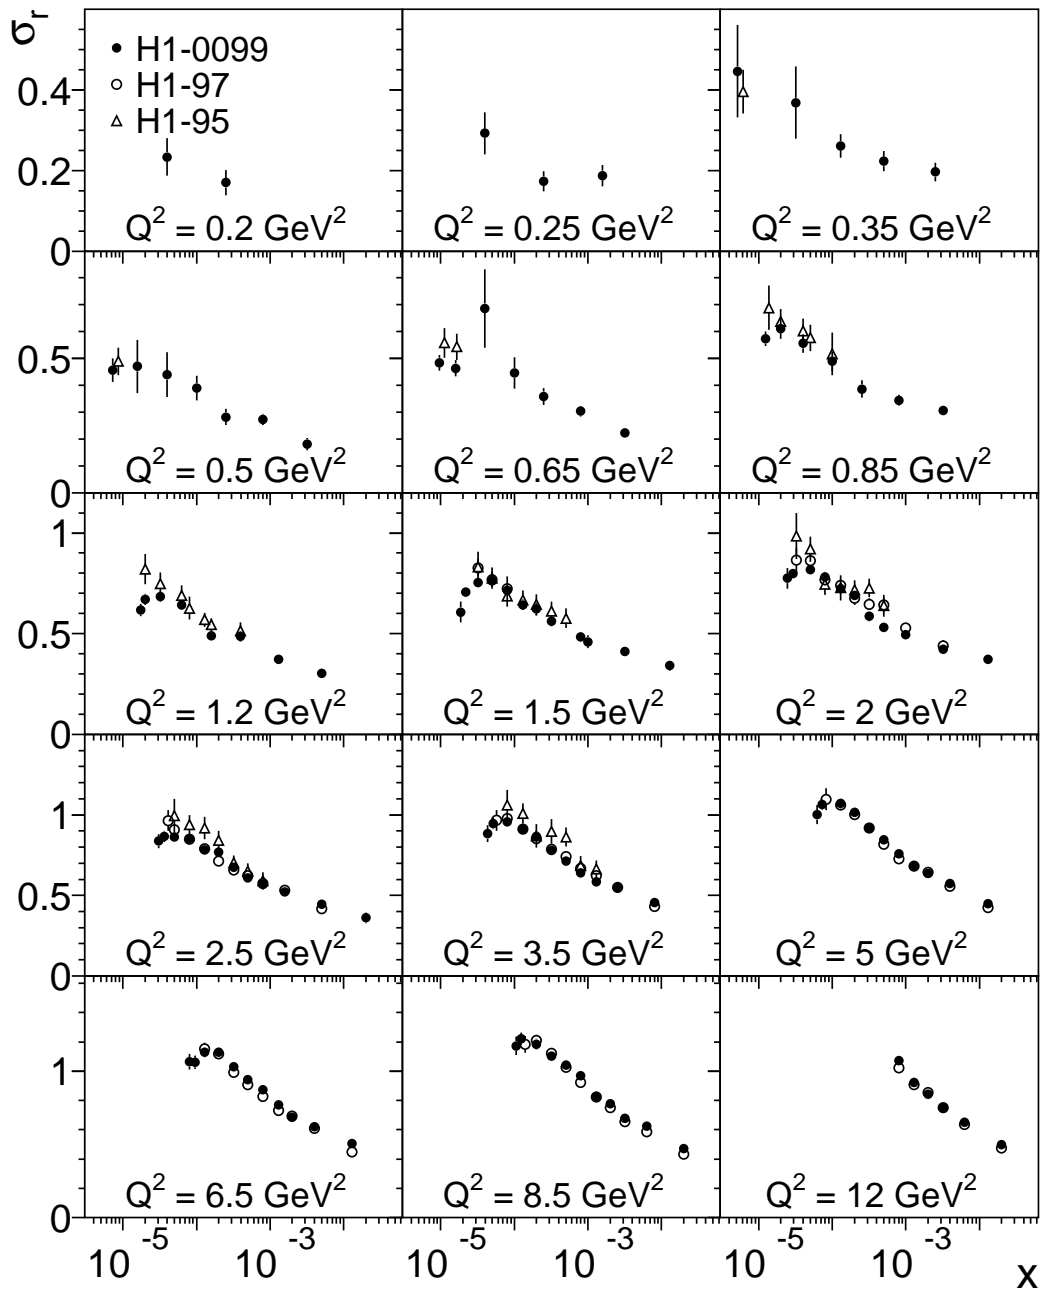 σr
H1-0099
H1-97
H1-95
0.4
0.2
0
Q2 = 0.2 GeV2
Q2 = 0.25 GeV2
Q2 = 0.35 GeV2
0.5
0
Q2 = 0.5 GeV2
Q2 = 0.65 GeV2
Q2 = 0.85 GeV2
1
0.5
0
Q2 = 1.2 GeV2
Q2 = 1.5 GeV2
Q2 = 2 GeV2
1
0.5
0
Q2 = 2.5 GeV2
Q2 = 3.5 GeV2
Q2 = 5 GeV2
1
0
Q2 = 6.5 GeV2
Q2 = 8.5 GeV2
Q2 = 12 GeV2
10-5 10-3 10-5 10-3 10-5 10-3
x